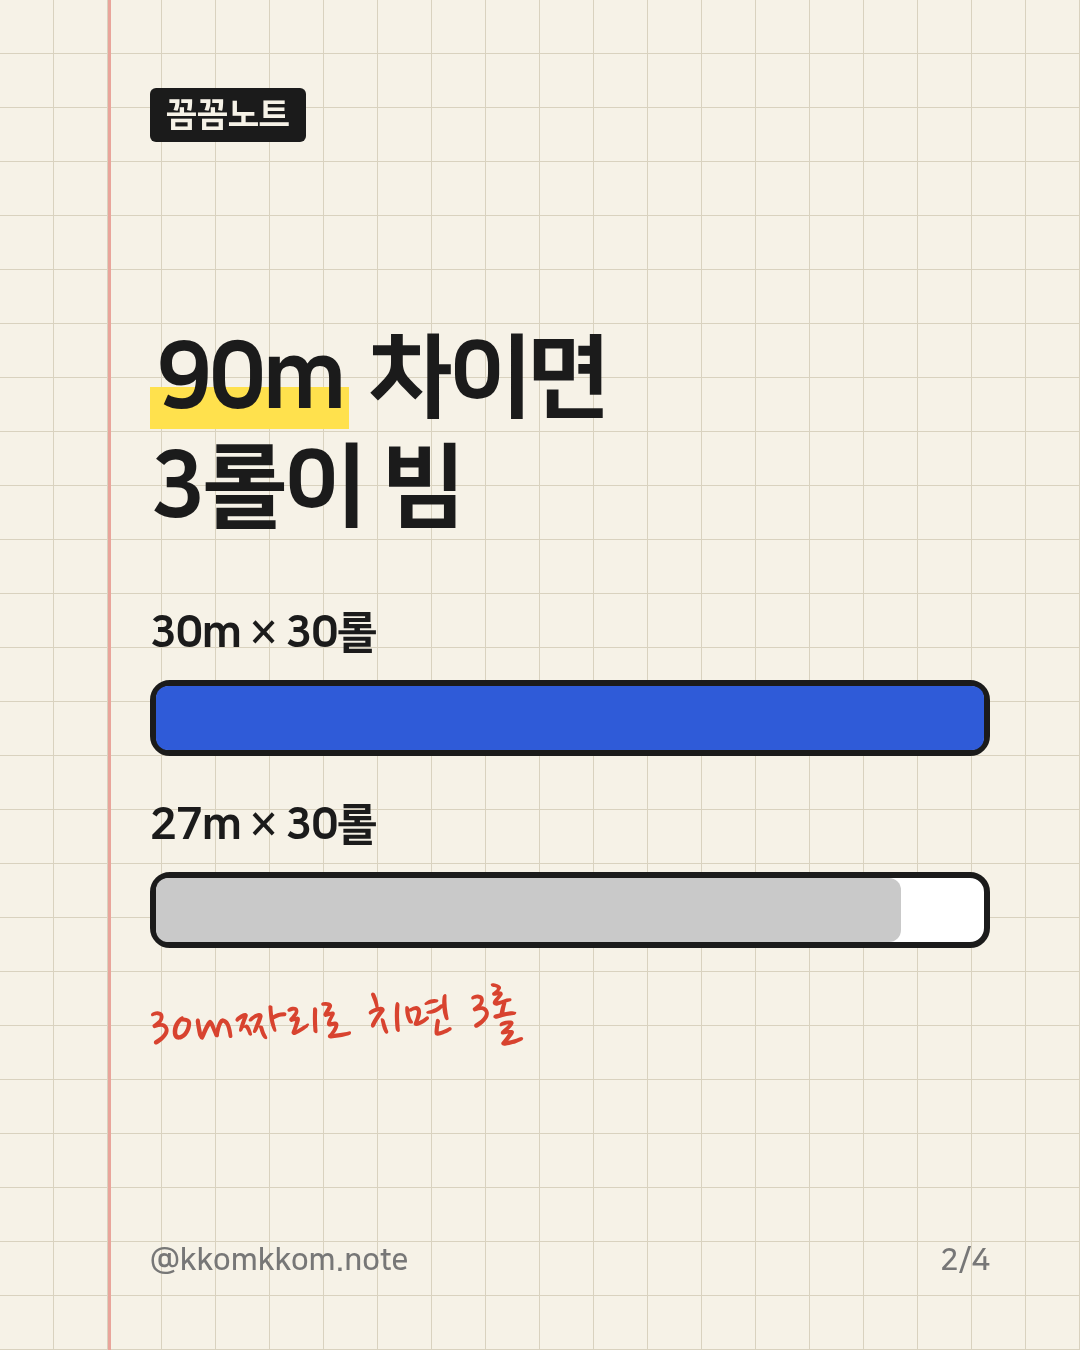 꼼꼼노트
90m 차이면
3롤이 빔
30m × 30롤
27m × 30롤
30m짜리로 치면 3롤
@kkomkkom.note
2/4